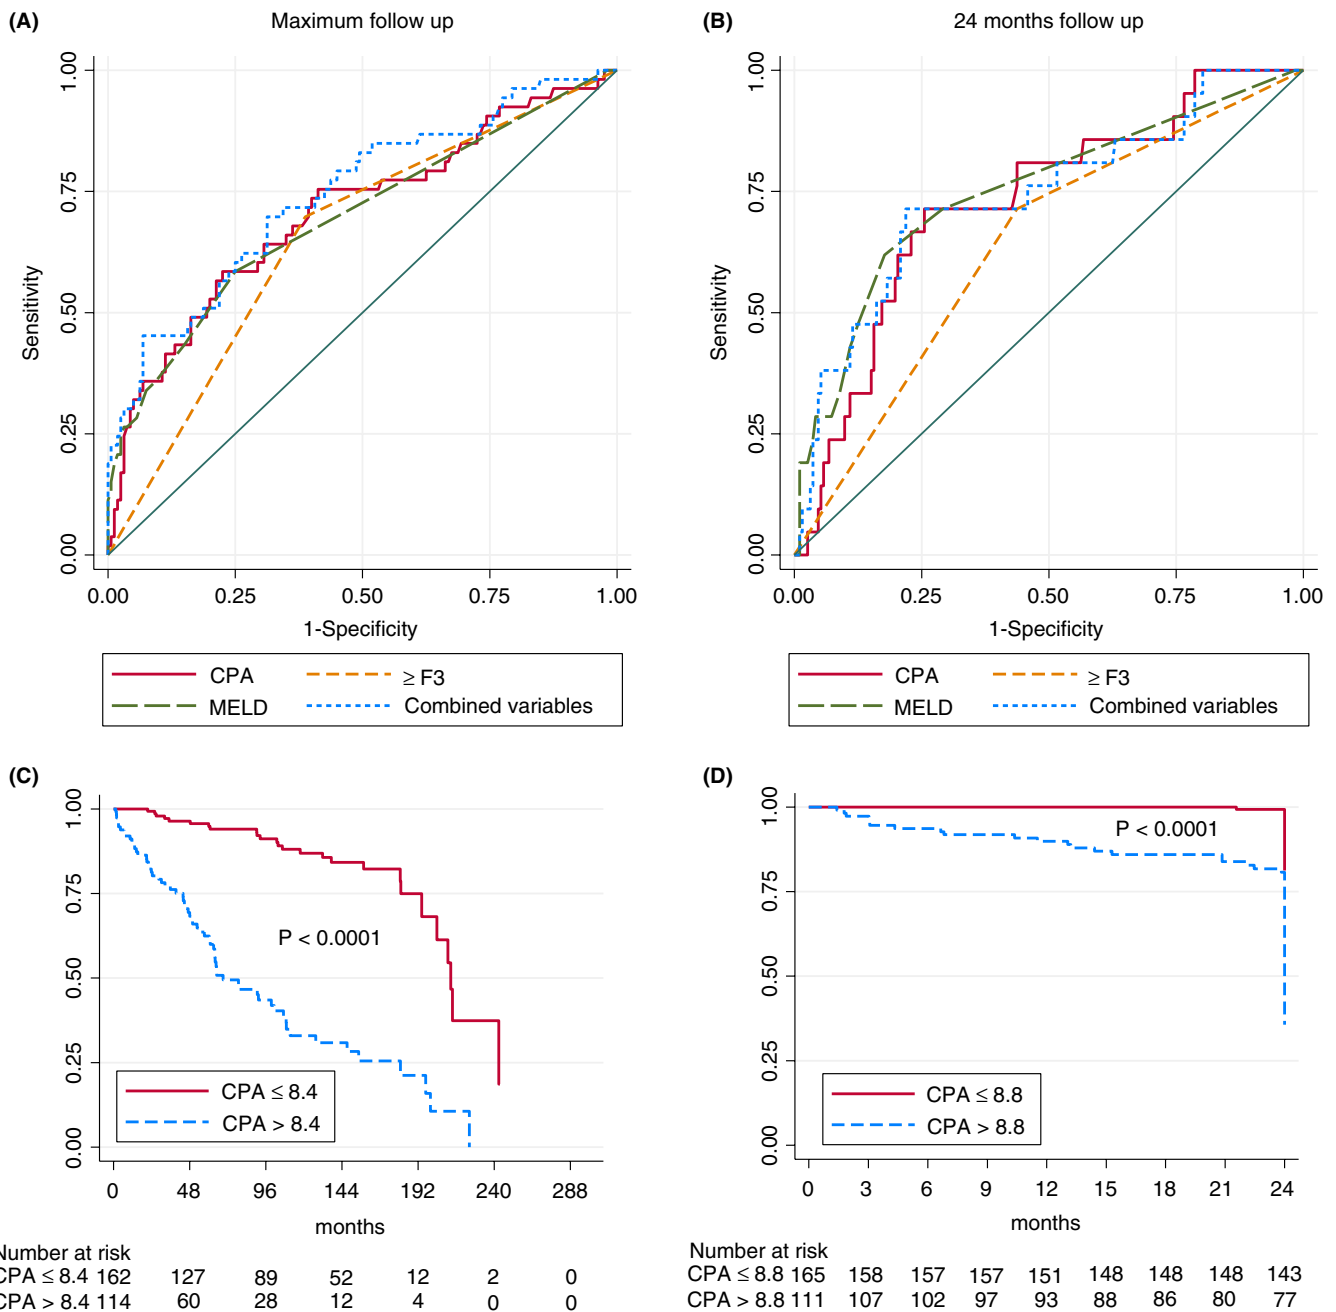 (A) Maximum follow up
1.00
0.75
0.50
0.25
0.00
Sensitivity
0.00 0.25 0.50 0.75 1.00
1-Specificity
CPA ≥ F3
MELD Combined variables
(B) 24 months follow up
1.00
0.75
0.50
0.25
0.00
Sensitivity
0.00 0.25 0.50 0.75 1.00
1-Specificity
CPA ≥ F3
MELD Combined variables
(C)
1.00
0.75
0.50
0.25
0.00
P < 0.0001
CPA ≤ 8.4
CPA > 8.4
0 48 96 144 192 240 288
months
Number at risk
CPA ≤ 8.4 162 127 89 52 12 2 0
CPA > 8.4 114 60 28 12 4 0 0
(D)
1.00
0.75
0.50
0.25
0.00
P < 0.0001
CPA ≤ 8.8
CPA > 8.8
0 3 6 9 12 15 18 21 24
months
Number at risk
CPA ≤ 8.8 165 158 157 157 151 148 148 148 143
CPA > 8.8 111 107 102 97 93 88 86 80 77